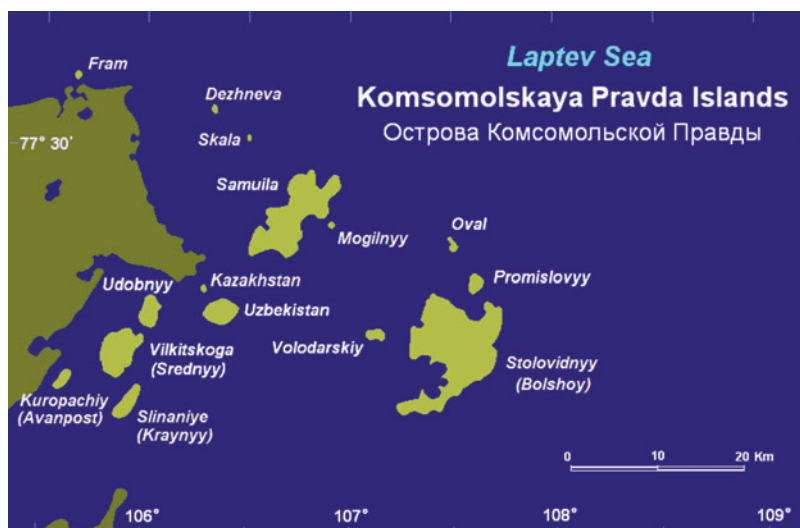 Laptev Sea
Komsomolskaya Pravda Islands
Острова Комсомольской Правды
Fram
Dezhneva
77° 30'
Skala
Samuila
Mogilnyy
Oval
Kazakhstan
Promislovyy
Udobnyy
Uzbekistan
Volodarskiy
Vilkitskoga
(Srednyy)
Stolovidnyy
(Bolshoy)
Kuropachiy
(Avanpost)
Slinaniye
(Kraynyy)
0 10 20 Km
106° 107° 108° 109°